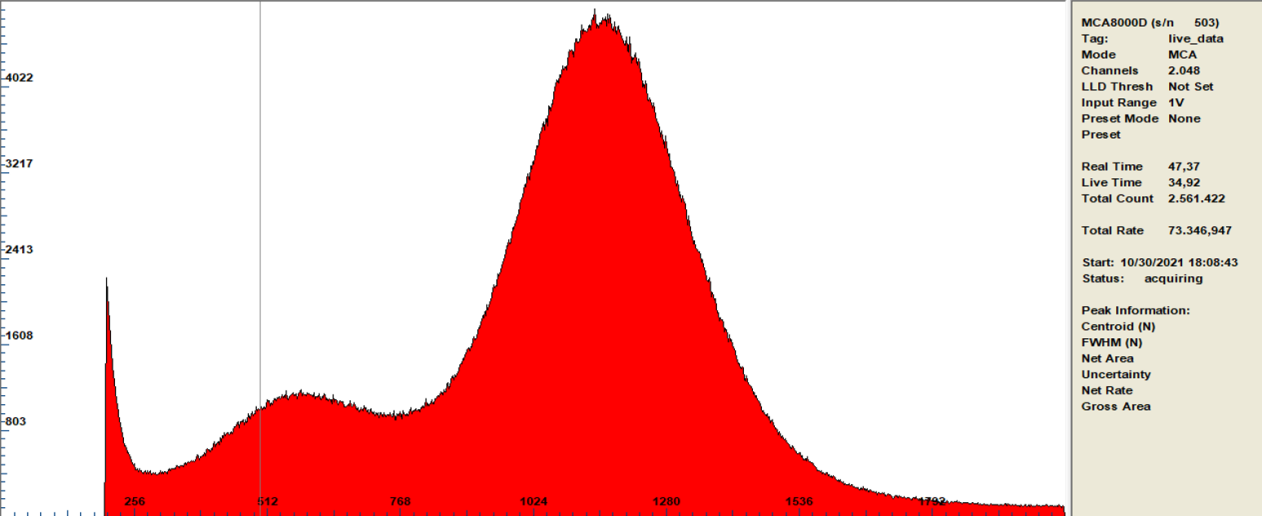 4022
3217
2413
1608
803
256 512 768 1024 1280 1536 1792
MCA8000D (s/n 503)
Tag: live_data
Mode MCA
Channels 2.048
LLD Thresh Not Set
Input Range 1V
Preset Mode None
Preset
Real Time 47,37
Live Time 34,92
Total Count 2.561.422
Total Rate 73.346,947
Start: 10/30/2021 18:08:43
Status: acquiring
Peak Information:
Centroid (N)
FWHM (N)
Net Area
Uncertainty
Net Rate
Gross Area